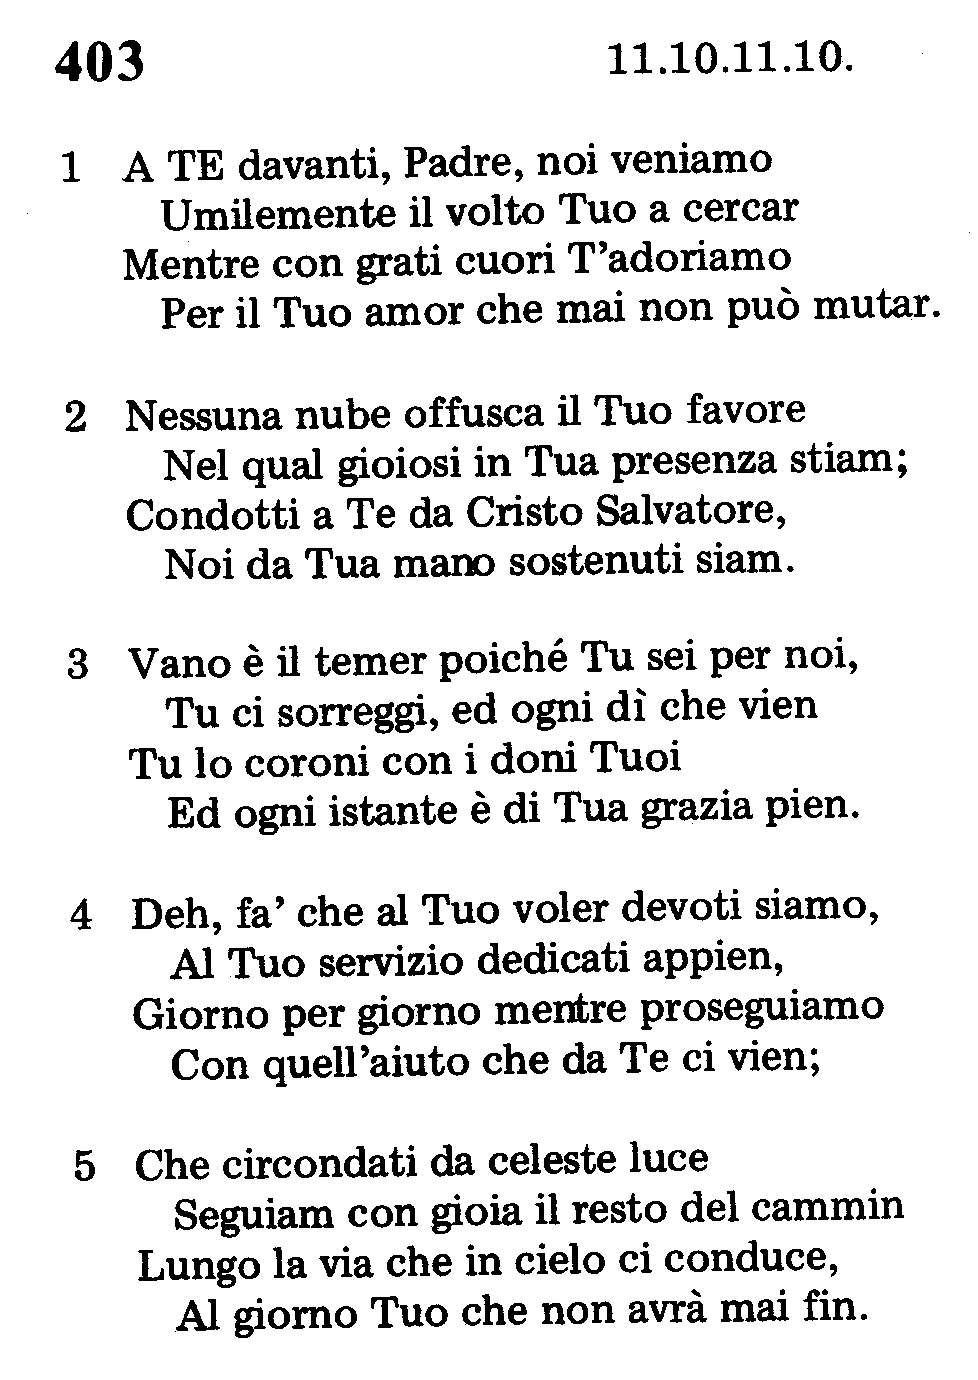 403 11.10.11.10.
1 A TE davanti, Padre, noi veniamo
Umilemente il volto Tuo a cercar
Mentre con grati cuori T’adoriamo
Per il Tuo amor che mai non può mutar.
2 Nessuna nube offusca il Tuo favore
Nel qual gioiosi in Tua presenza stiam;
Condotti a Te da Cristo Salvatore,
Noi da Tua mano sostenuti siam.
3 Vano è il temer poiché Tu sei per noi,
Tu ci sorreggi, ed ogni dì che vien
Tu lo coroni con i doni Tuoi
Ed ogni istante è di Tua grazia pien.
4 Deh, fa’ che al Tuo voler devoti siamo,
Al Tuo servizio dedicati appien,
Giorno per giorno mentre proseguiamo
Con quell’aiuto che da Te ci vien;
5 Che circondati da celeste luce
Seguiam con gioia il resto del cammin
Lungo la via che in cielo ci conduce,
Al giorno Tuo che non avrà mai fin.